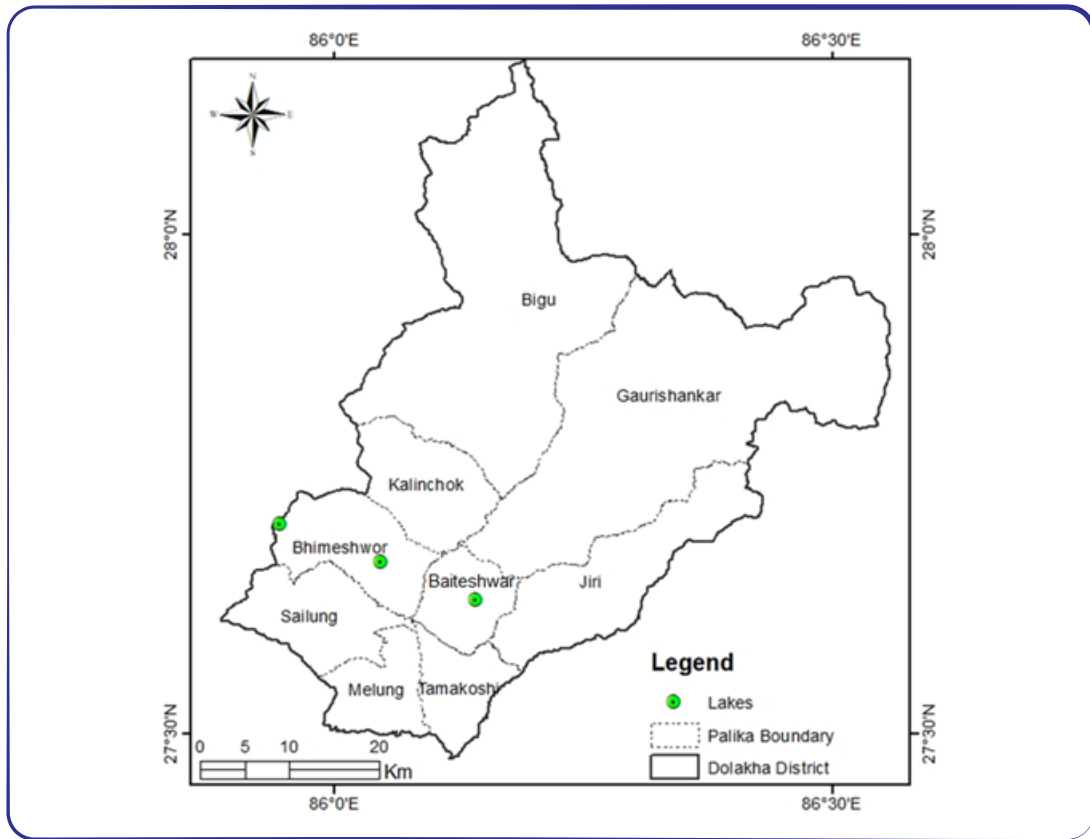 86°0'E
86°30'E
N
W
E
S
28°0'N
28°0'N
Bigu
Gaurishankar
Kalinchok
Bhimeshwor
Baiteshwar
Jiri
Sailung
Melung
Tamakoshi
Legend
Lakes
Palika Boundary
Dolakha District
27°30'N
27°30'N
0 5 10 20
Km
86°0'E
86°30'E